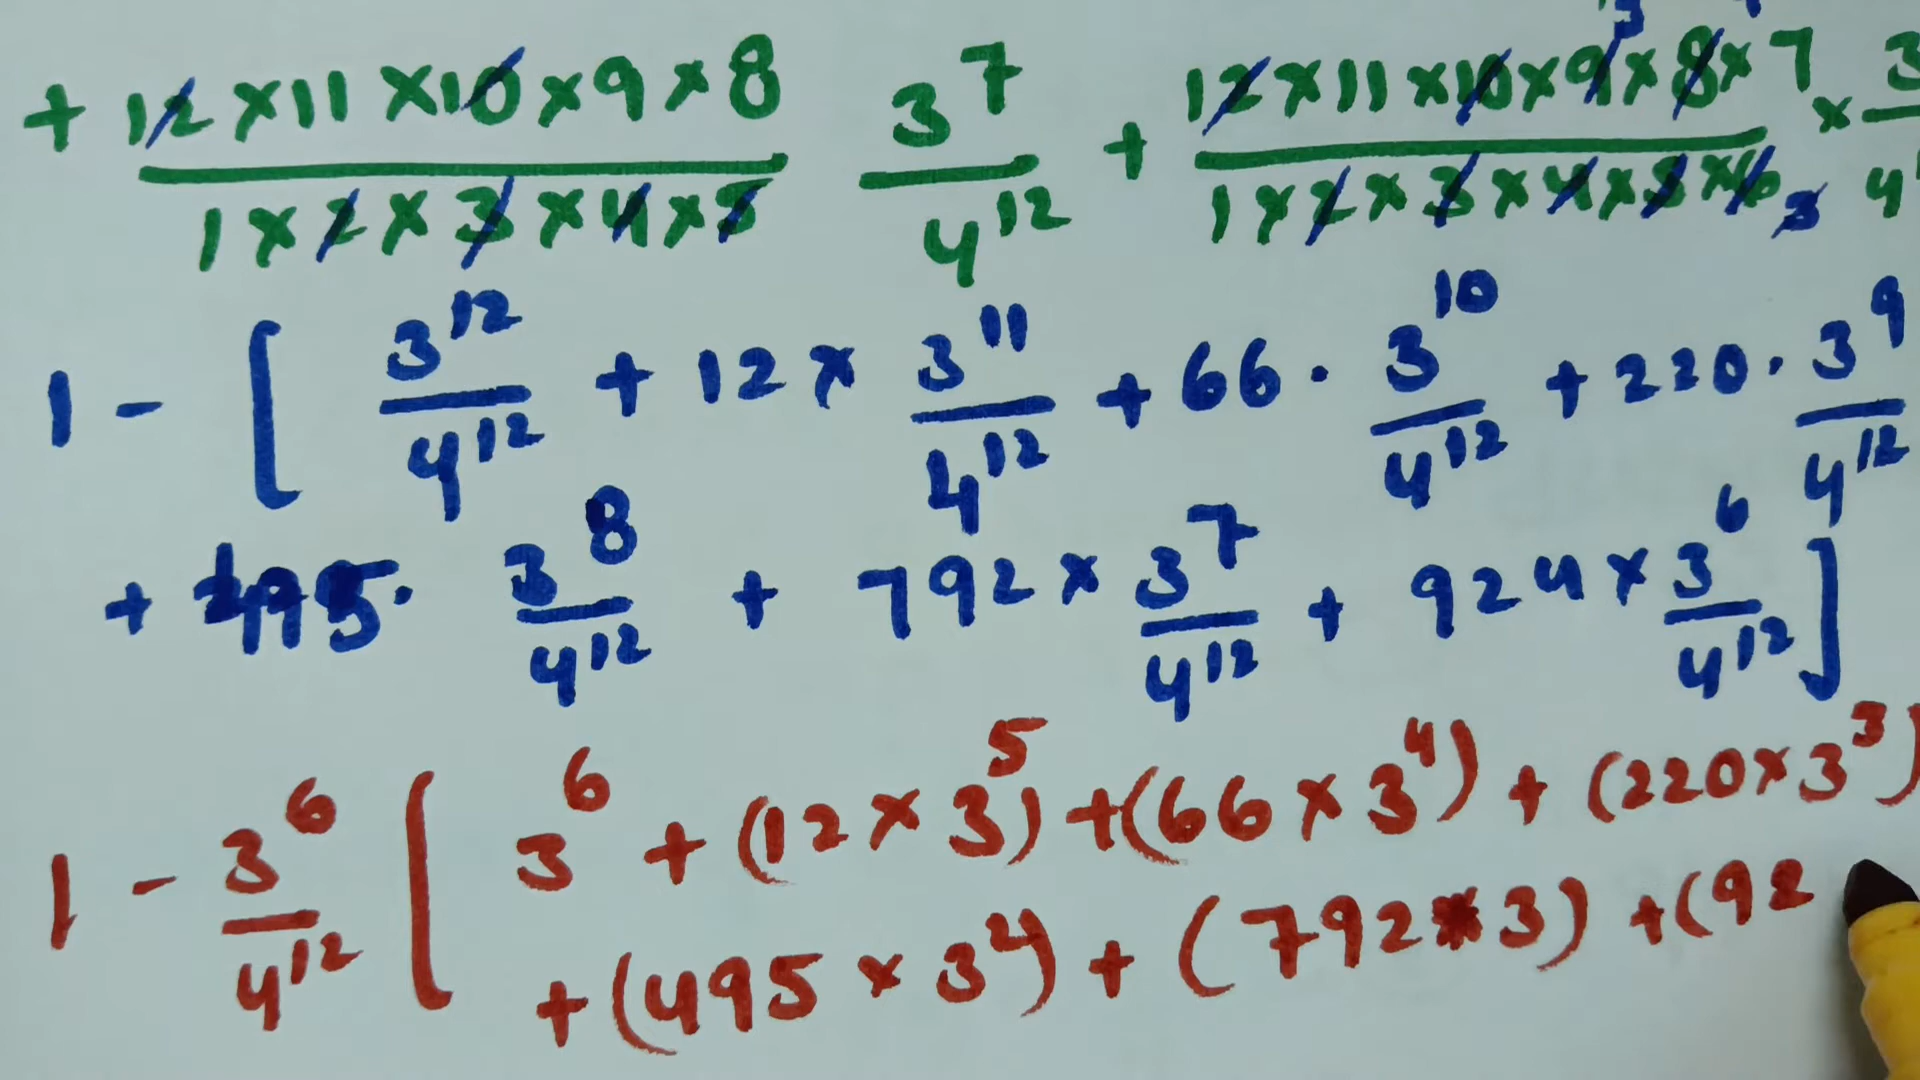 + 12×11×10×9×8 3^7 + 12×11×10×9×8×7 × 3
1×2×3×4×5 4^12 1×2×3×4×5×6 3 4
1 - [ 3^12/4^12 + 12 × 3^11/4^12 + 66 · 3^10/4^12 + 220 · 3^9/4^12
+ 495 · 3^8/4^12 + 792 × 3^7/4^12 + 924 × 3^6/4^12 ]
1 - 3^6/4^12 [ 3^6 + (12 × 3^5) + (66 × 3^4) + (220 × 3^3)
+ (495 × 3^2) + (792 × 3) + (92